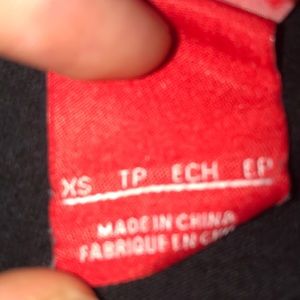 XS TP ECH EP
MADE IN CHINA
FABRIQUE EN